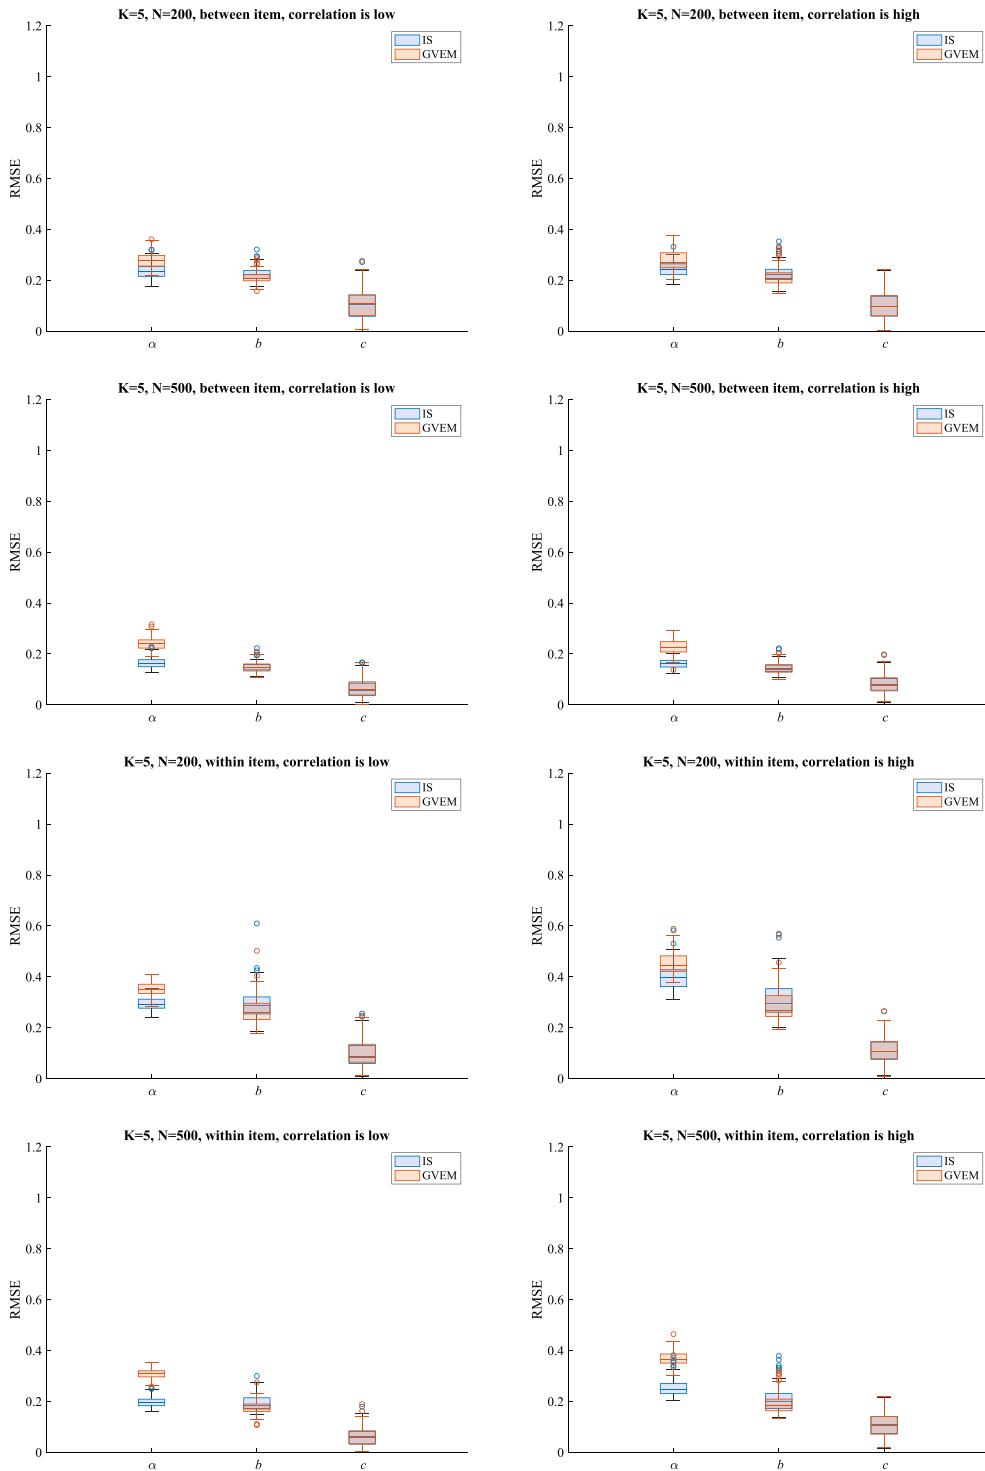 K=5, N=200, between item, correlation is low
IS
GVEM
RMSE
1.2
1
0.8
0.6
0.4
0.2
0
α
b
c
K=5, N=200, between item, correlation is high
IS
GVEM
RMSE
1.2
1
0.8
0.6
0.4
0.2
0
α
b
c
K=5, N=500, between item, correlation is low
IS
GVEM
RMSE
1.2
1
0.8
0.6
0.4
0.2
0
α
b
c
K=5, N=500, between item, correlation is high
IS
GVEM
RMSE
1.2
1
0.8
0.6
0.4
0.2
0
α
b
c
K=5, N=200, within item, correlation is low
IS
GVEM
RMSE
1.2
1
0.8
0.6
0.4
0.2
0
α
b
c
K=5, N=200, within item, correlation is high
IS
GVEM
RMSE
1.2
1
0.8
0.6
0.4
0.2
0
α
b
c
K=5, N=500, within item, correlation is low
IS
GVEM
RMSE
1.2
1
0.8
0.6
0.4
0.2
0
α
b
c
K=5, N=500, within item, correlation is high
IS
GVEM
RMSE
1.2
1
0.8
0.6
0.4
0.2
0
α
b
c